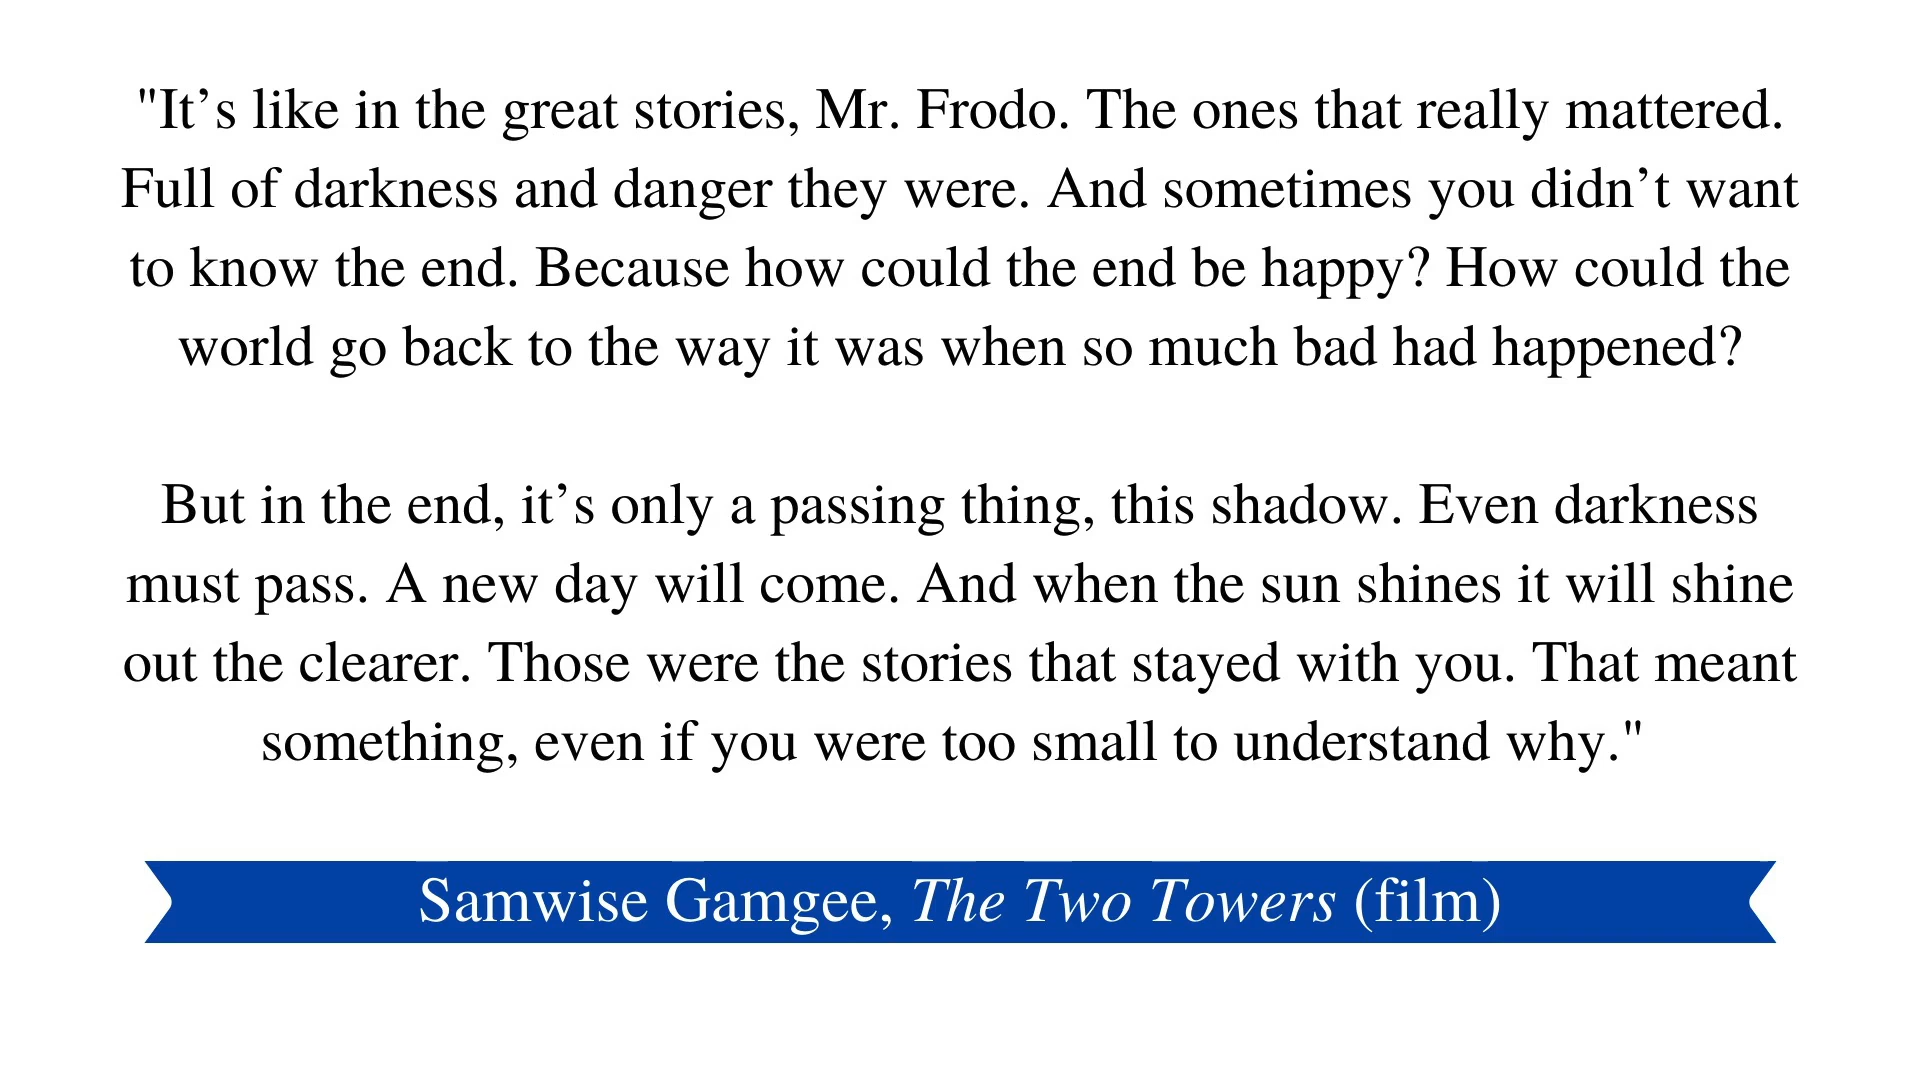 "It’s like in the great stories, Mr. Frodo. The ones that really mattered.
Full of darkness and danger they were. And sometimes you didn’t want
to know the end. Because how could the end be happy? How could the
world go back to the way it was when so much bad had happened?
But in the end, it’s only a passing thing, this shadow. Even darkness
must pass. A new day will come. And when the sun shines it will shine
out the clearer. Those were the stories that stayed with you. That meant
something, even if you were too small to understand why."
Samwise Gamgee, The Two Towers (film)